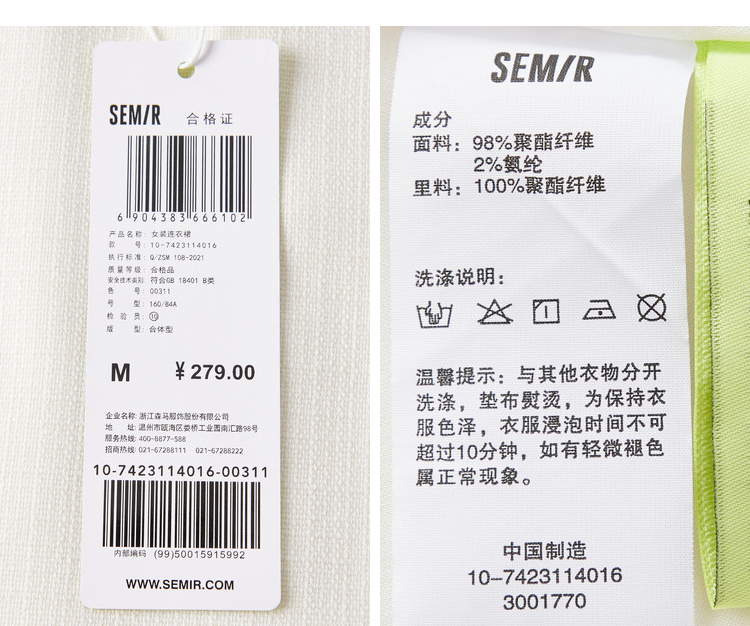 SEMIR 合格证
6 904383 666102
产品名称: 女装连衣裙
款 号: 10-7423114016
执行标准: Q/ZSM 108-2021
质量等级: 合格品
安全技术类别 符合GB 18401 B类
色 号: 00311
号 型: 160/84A
检 验 员: 10
版 型: 合体型
M ¥279.00
企业名称: 浙江森马服饰股份有限公司
地 址: 温州市瓯海区娄桥工业园南汇路98号
服务热线: 400-8877-588
招商热线: 021-67288111 021-67288222
10-7423114016-00311
内部编码 (99)50015915992
WWW.SEMIR.COM
SEMIR
成分
面料: 98%聚酯纤维
2%氨纶
里料: 100%聚酯纤维
洗涤说明:
温馨提示: 与其他衣物分开
洗涤, 垫布熨烫, 为保持衣
服色泽, 衣服浸泡时间不可
超过10分钟, 如有轻微褪色
属正常现象。
中国制造
10-7423114016
3001770